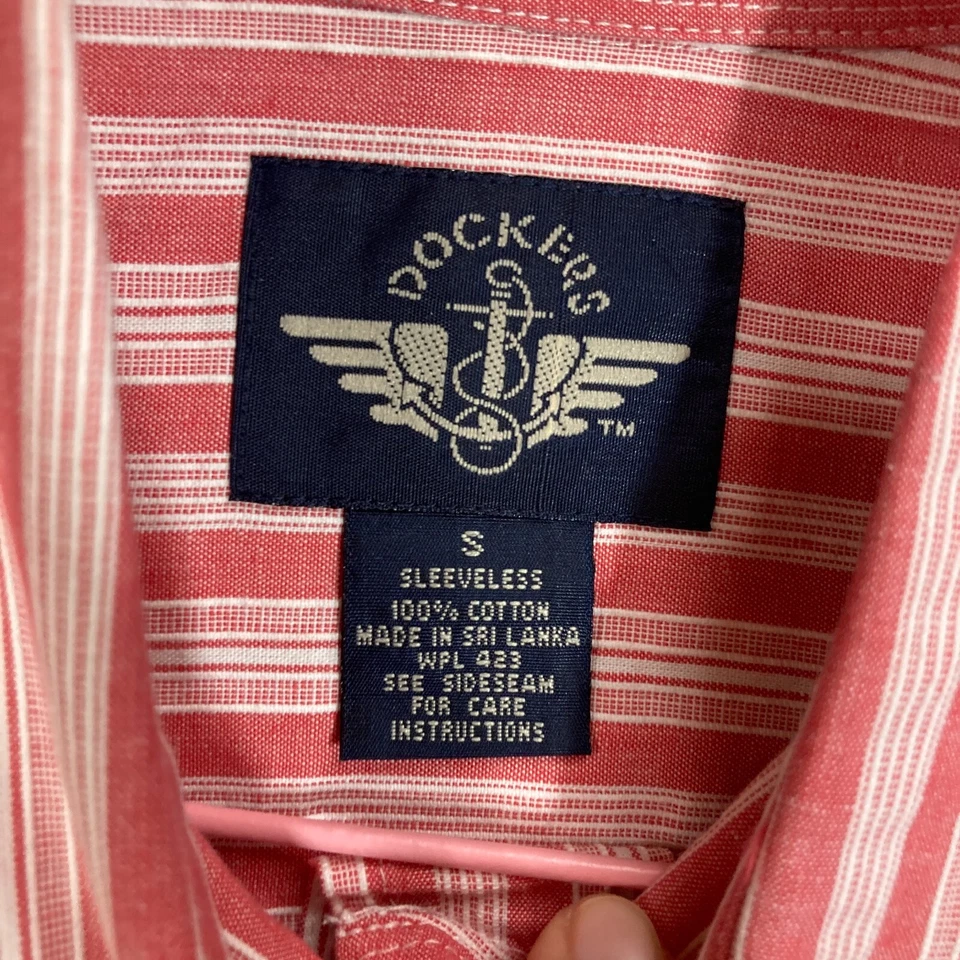 DOCKERS
TM
S
SLEEVELESS
100% COTTON
MADE IN SRI LANKA
WPL 423
SEE SIDESEAM
FOR CARE
INSTRUCTIONS